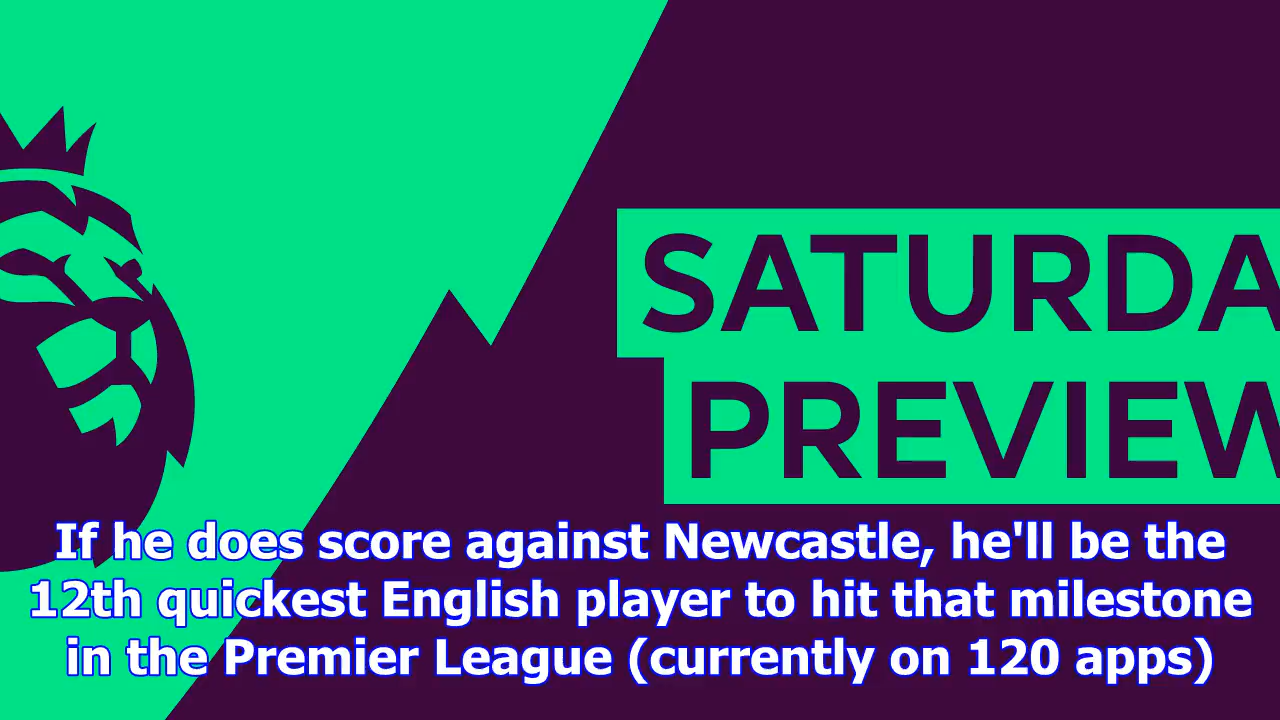 SATURDA
PREVIEW
If he does score against Newcastle, he'll be the
12th quickest English player to hit that milestone
in the Premier League (currently on 120 apps)